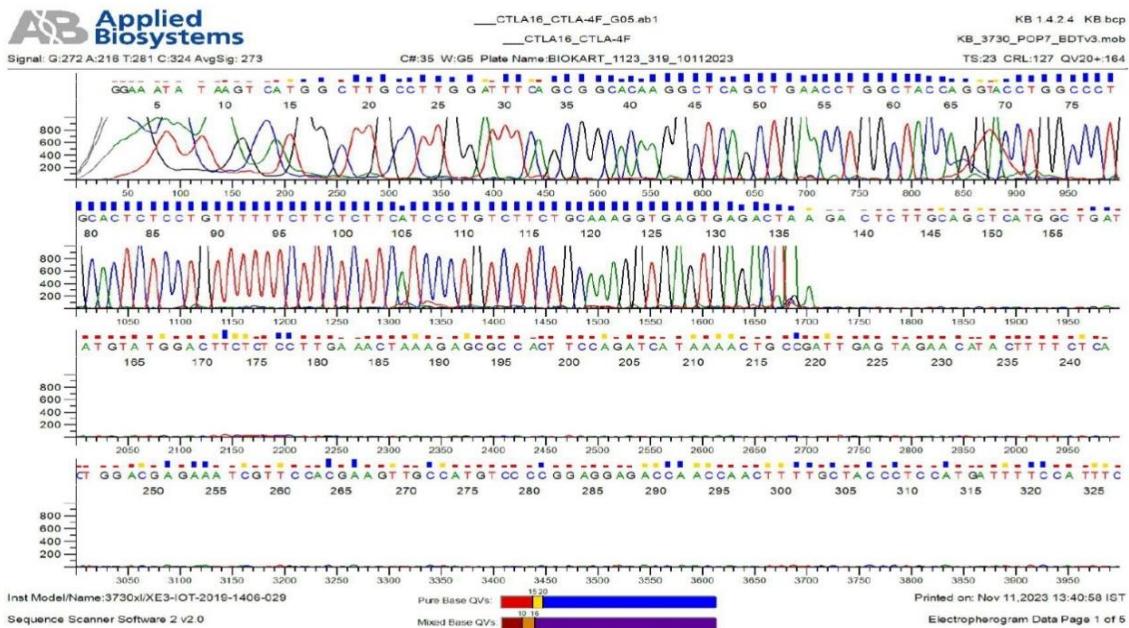 AB Applied Biosystems
___CTLA16_CTLA-4F_G05.ab1
___CTLA16_CTLA-4F
KB 1.4.2.4 KB.bcp
KB_3730_POP7_BDTv3.mob
Signal: G:272 A:216 T:281 C:324 AvgSig: 273
C#:35 W:G5 Plate Name:BIOKART_1123_319_10112023
TS:23 CRL:127 QV20+:164
GGAA ATA TAAGT CATGG CTTGCCTTGGATTTCAGCGGCACAAGGCTCAGCTGAACCTGGCTACCAGGTACCTGGCCCT
5 10 15 20 25 30 35 40 45 50 55 60 65 70 75
800
600
400
200
50 100 150 200 250 300 350 400 450 500 550 600 650 700 750 800 850 900 950
GCACTCTCCTGTTTTTTCTTCTCTTCATCCCTGTCTTCTGCAAAGGTGAGTGAGACTA A GA CTCTTGCAGCTCATGGCTGAT
80 85 90 95 100 105 110 115 120 125 130 135 140 145 150 155
800
600
400
200
1050 1100 1150 1200 1250 1300 1350 1400 1450 1500 1550 1600 1650 1700 1750 1800 1850 1900 1950
ATGTA TGGACTTCTCTCCTTGA AACTAAAGAGCGCC ACTTCCAGATCA TAAAACTGCCGATTGAG TAGAACATACTTTTCTCA
165 170 175 180 185 190 195 200 205 210 215 220 225 230 235 240
800
600
400
200
2050 2100 2150 2200 2250 2300 2350 2400 2450 2500 2550 2600 2650 2700 2750 2800 2850 2900 2950
CT GGACGAGAAATCGTTCCACGAAGTTGCCATGTCCCCGGAGGAGACCAACCAACTTTTGCTACCCTCCATGATTTTCCATTTC
250 255 260 265 270 275 280 285 290 295 300 305 310 315 320 325
800
600
400
200
3050 3100 3150 3200 3250 3300 3350 3400 3450 3500 3550 3600 3650 3700 3750 3800 3850 3900 3950
Inst Model/Name:3730xl/XE3-IOT-2019-1406-029
Sequence Scanner Software 2 v2.0
Pure Base QVs:
15 20
Mixed Base QVs:
10 16
Printed on: Nov 11,2023 13:40:58 IST
Electropherogram Data Page 1 of 5